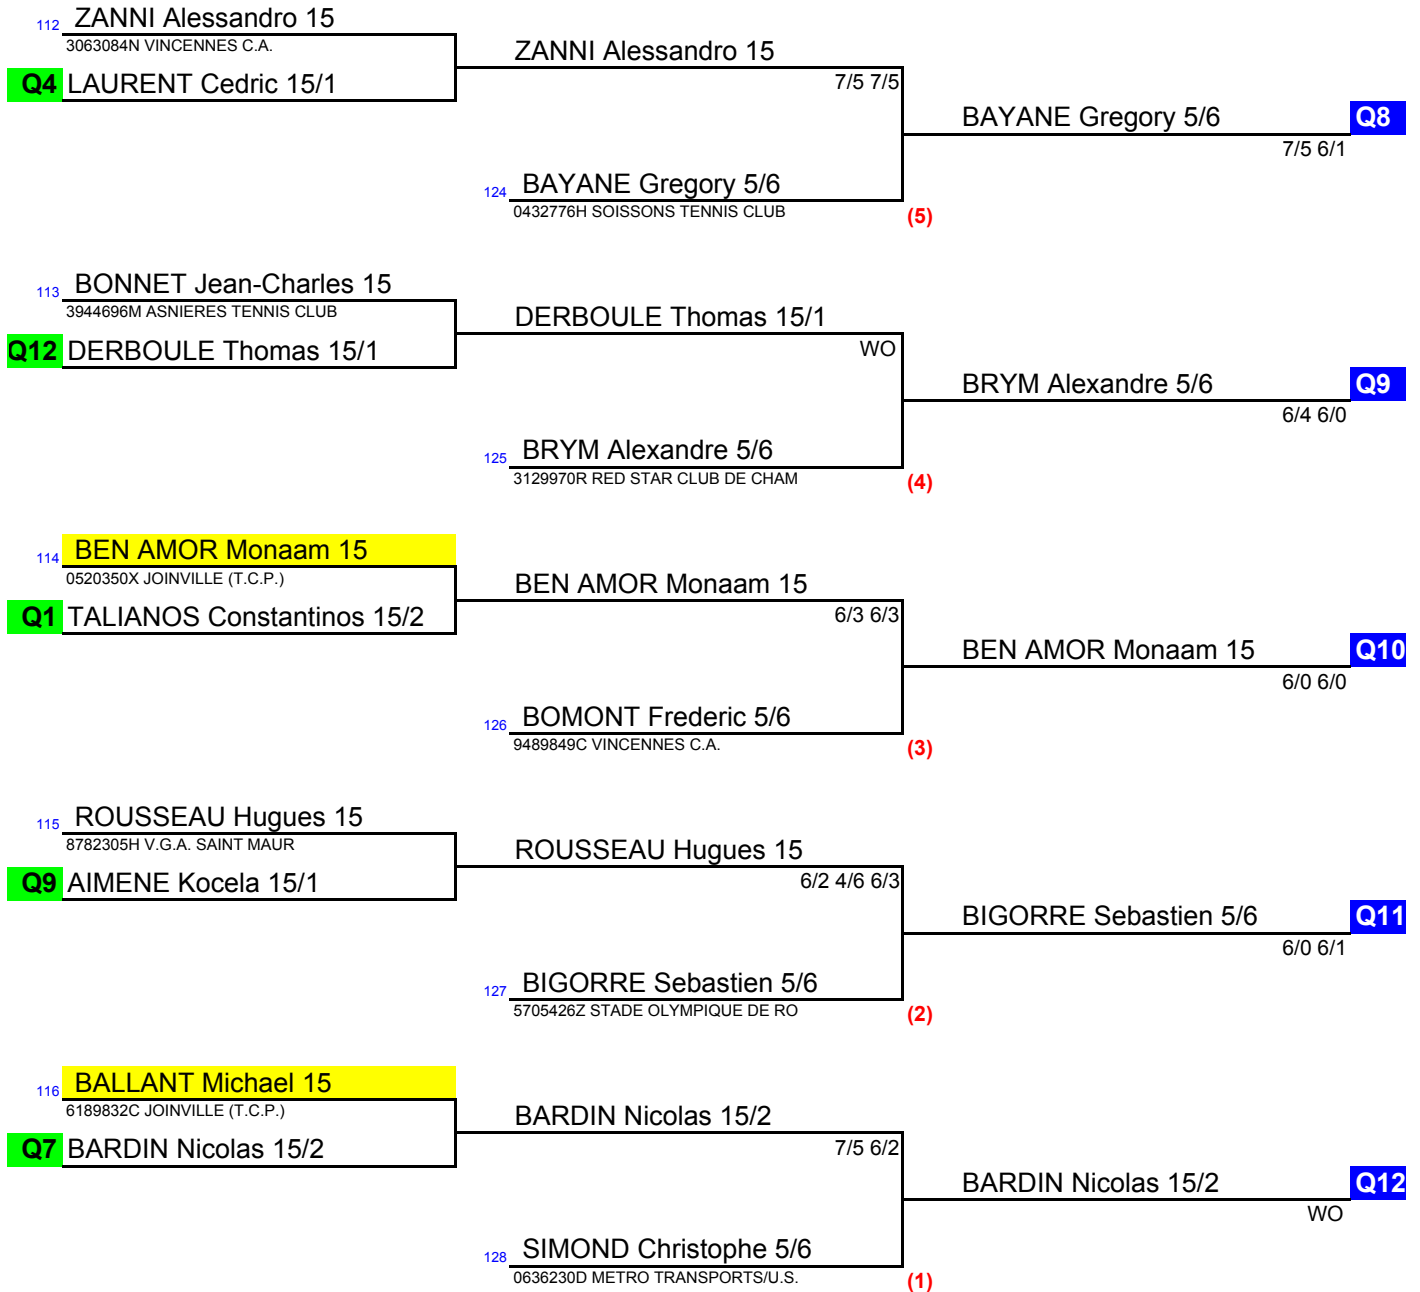 112 ZANNI Alessandro 15
3063084N VINCENNES C.A.
ZANNI Alessandro 15
Q4 LAURENT Cedric 15/1
7/5 7/5
BAYANE Gregory 5/6 Q8
7/5 6/1
124 BAYANE Gregory 5/6
0432776H SOISSONS TENNIS CLUB
(5)
113 BONNET Jean-Charles 15
3944696M ASNIERES TENNIS CLUB
DERBOULE Thomas 15/1
Q12 DERBOULE Thomas 15/1
WO
BRYM Alexandre 5/6 Q9
6/4 6/0
125 BRYM Alexandre 5/6
3129970R RED STAR CLUB DE CHAM
(4)
114 BEN AMOR Monaam 15
0520350X JOINVILLE (T.C.P.)
BEN AMOR Monaam 15
Q1 TALIANOS Constantinos 15/2
6/3 6/3
BEN AMOR Monaam 15 Q10
6/0 6/0
126 BOMONT Frederic 5/6
9489849C VINCENNES C.A.
(3)
115 ROUSSEAU Hugues 15
8782305H V.G.A. SAINT MAUR
ROUSSEAU Hugues 15
Q9 AIMENE Kocela 15/1
6/2 4/6 6/3
BIGORRE Sebastien 5/6 Q11
6/0 6/1
127 BIGORRE Sebastien 5/6
5705426Z STADE OLYMPIQUE DE RO
(2)
116 BALLANT Michael 15
6189832C JOINVILLE (T.C.P.)
BARDIN Nicolas 15/2
Q7 BARDIN Nicolas 15/2
7/5 6/2
BARDIN Nicolas 15/2 Q12
WO
128 SIMOND Christophe 5/6
0636230D METRO TRANSPORTS/U.S.
(1)